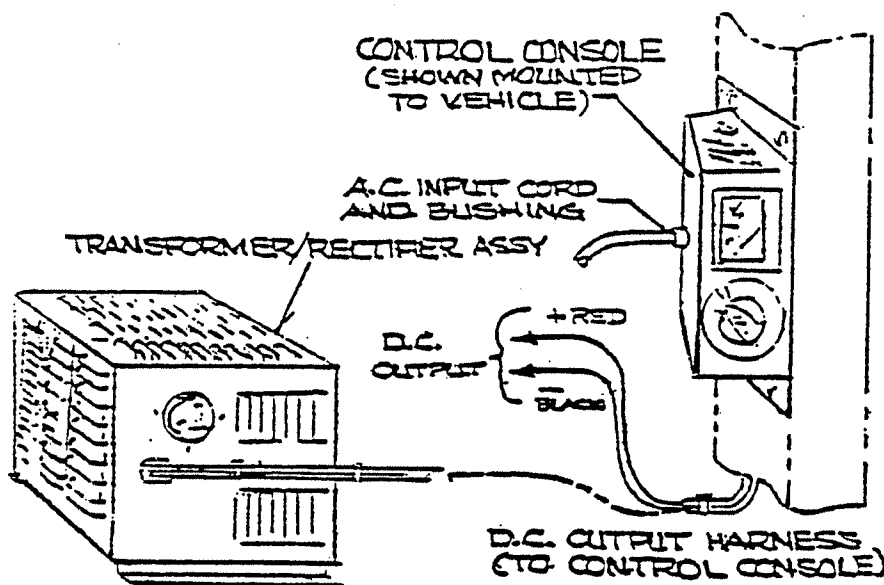 CONTROL CONSOLE
(SHOWN MOUNTED
TO VEHICLE)
A.C. INPUT CORD
AND BUSHING
TRANSFORMER/RECTIFIER ASSY
+ RED
D.C.
OUTPUT
- BLACK
D.C. OUTPUT HARNESS
(TO CONTROL CONSOLE)